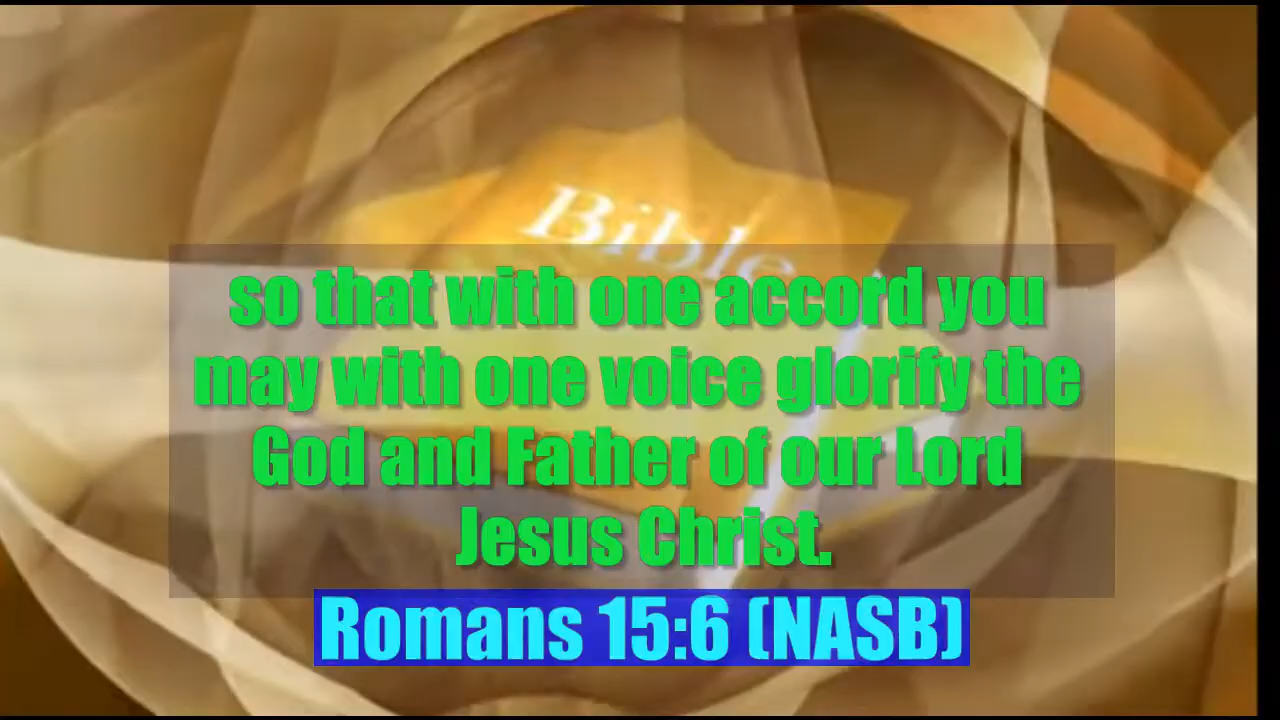 Bible
so that with one accord you
may with one voice glorify the
God and Father of our Lord
Jesus Christ.
Romans 15:6 (NASB)